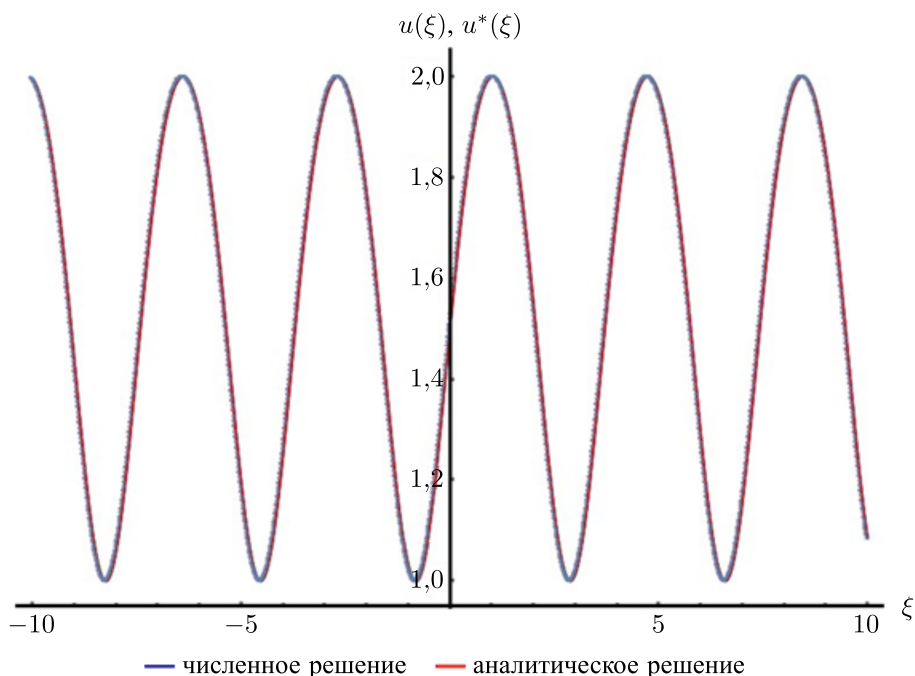 u(ξ), u*(ξ)
2,0
1,8
1,6
1,4
1,2
1,0
−10 −5 5 10 ξ
численное решение аналитическое решение